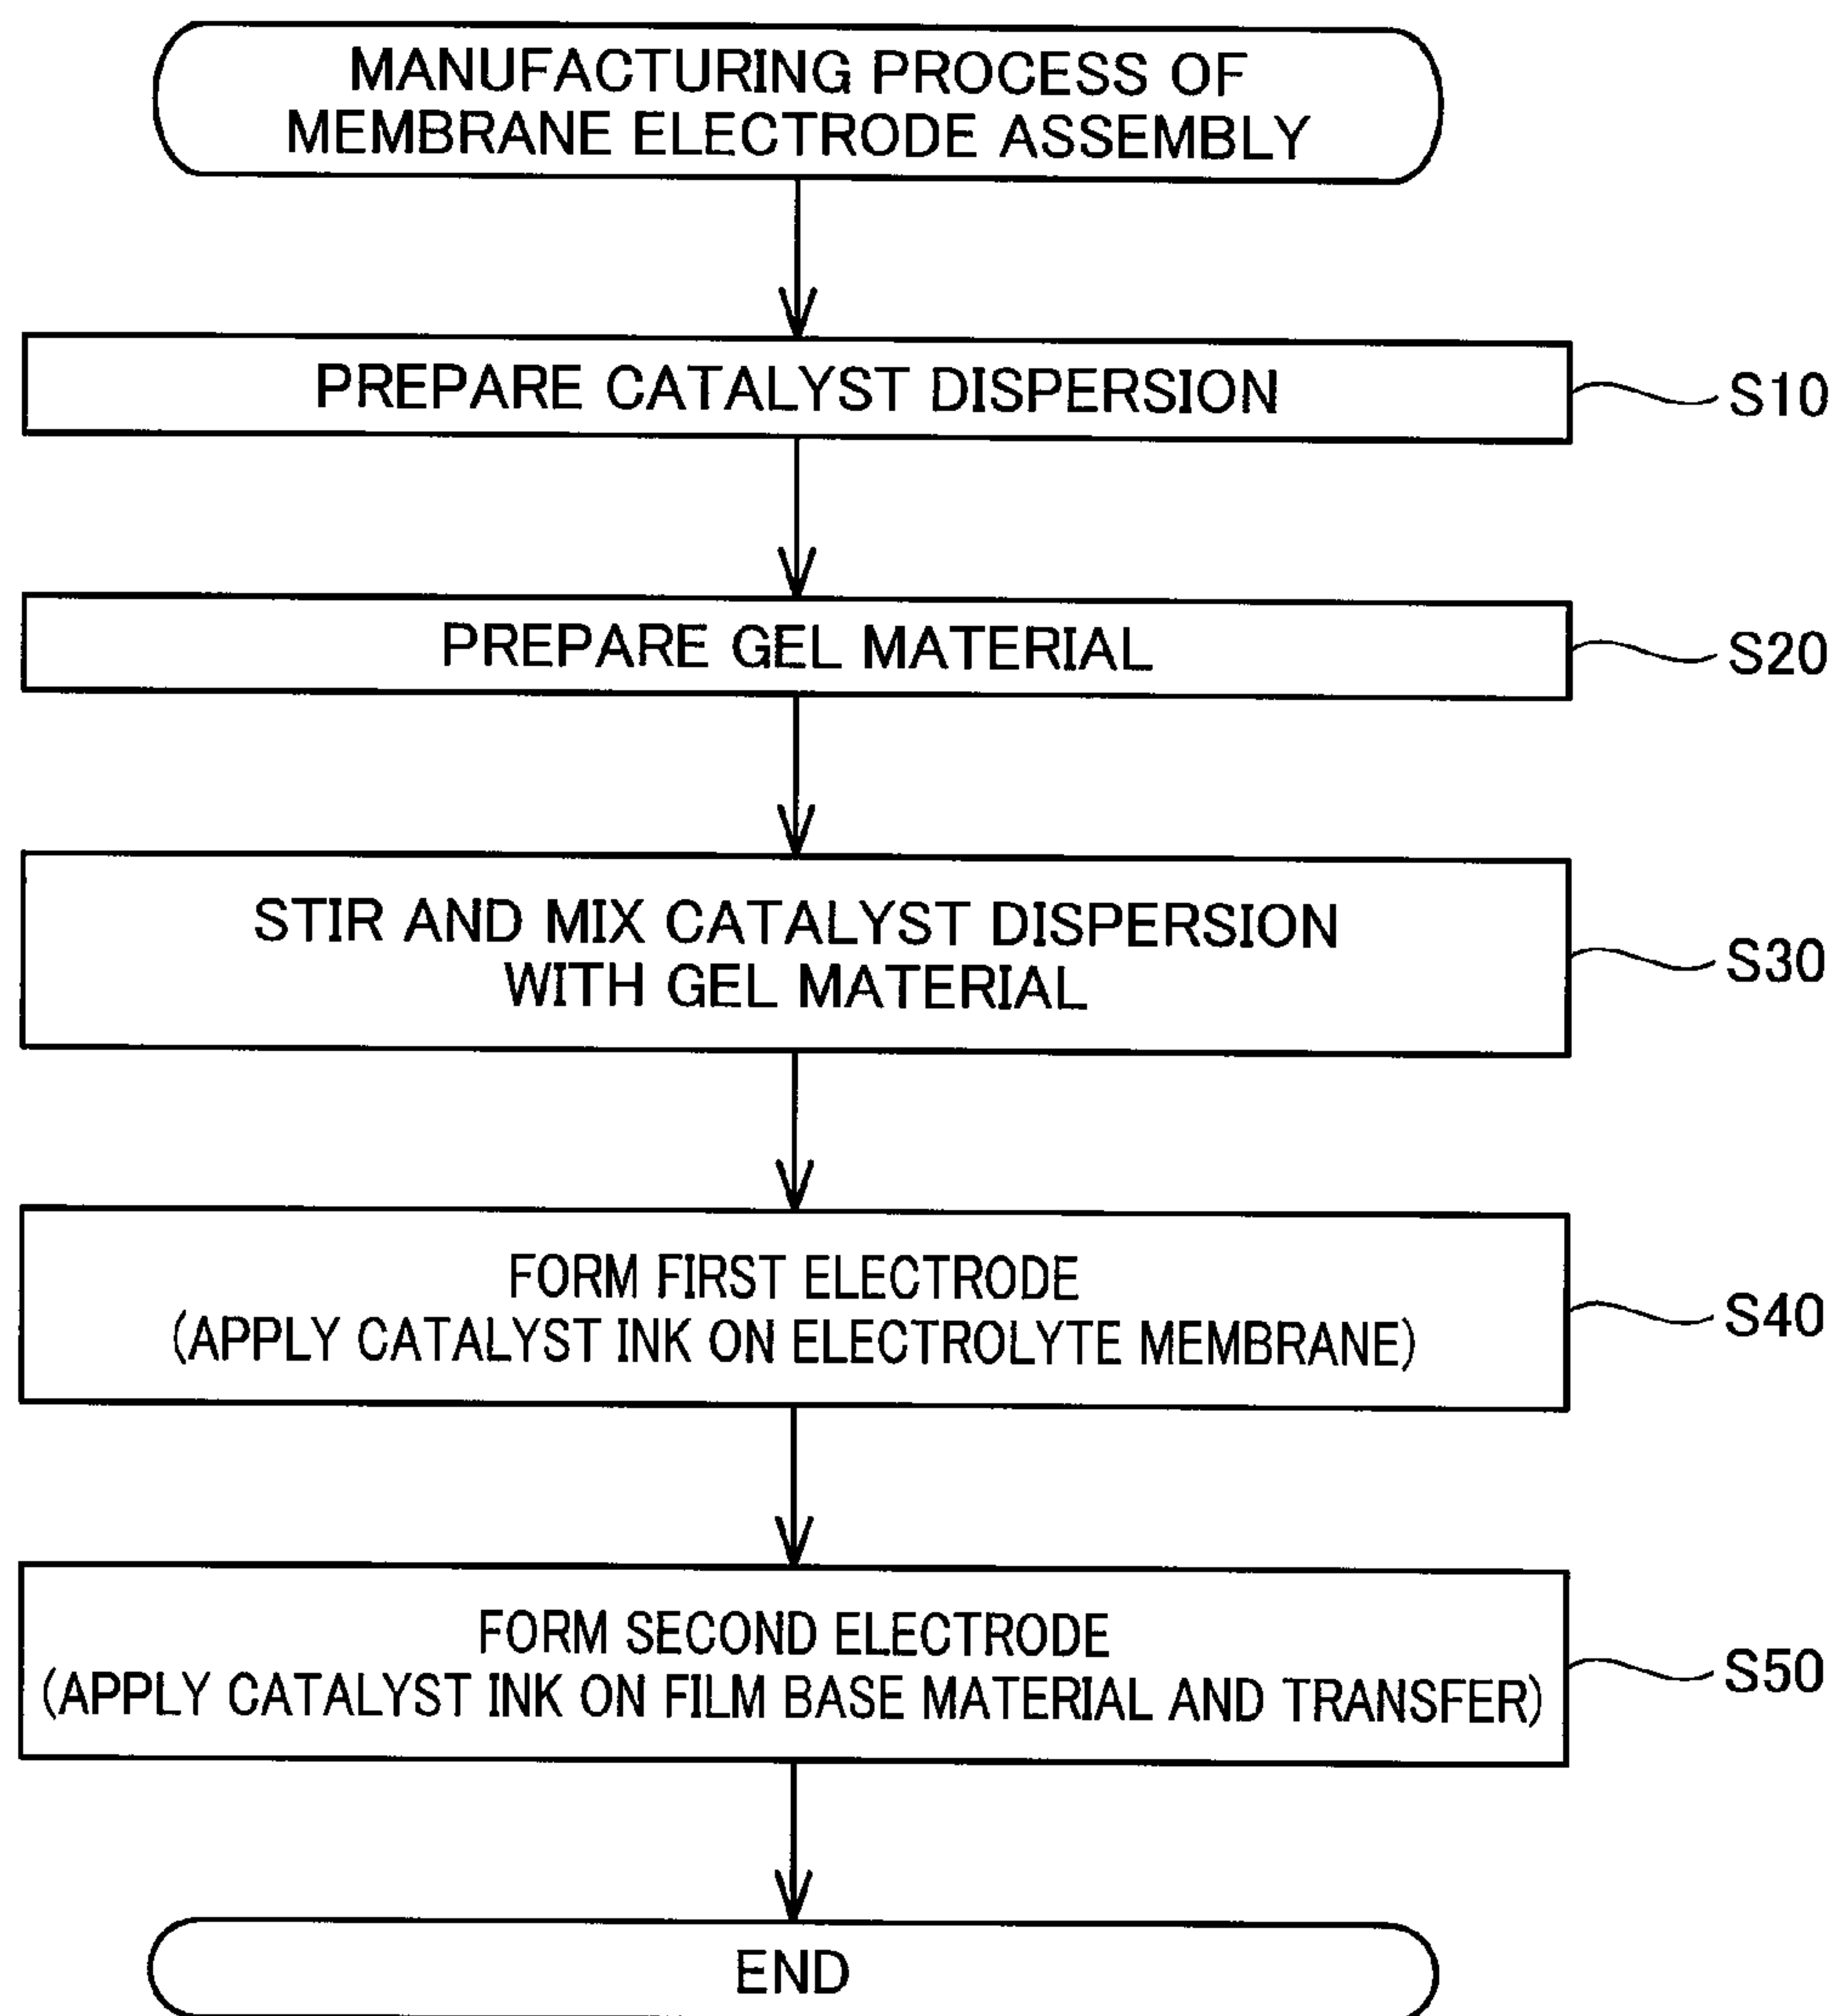 MANUFACTURING PROCESS OF
MEMBRANE ELECTRODE ASSEMBLY
PREPARE CATALYST DISPERSION
S10
PREPARE GEL MATERIAL
S20
STIR AND MIX CATALYST DISPERSION
WITH GEL MATERIAL
S30
FORM FIRST ELECTRODE
(APPLY CATALYST INK ON ELECTROLYTE MEMBRANE)
S40
FORM SECOND ELECTRODE
(APPLY CATALYST INK ON FILM BASE MATERIAL AND TRANSFER)
S50
END